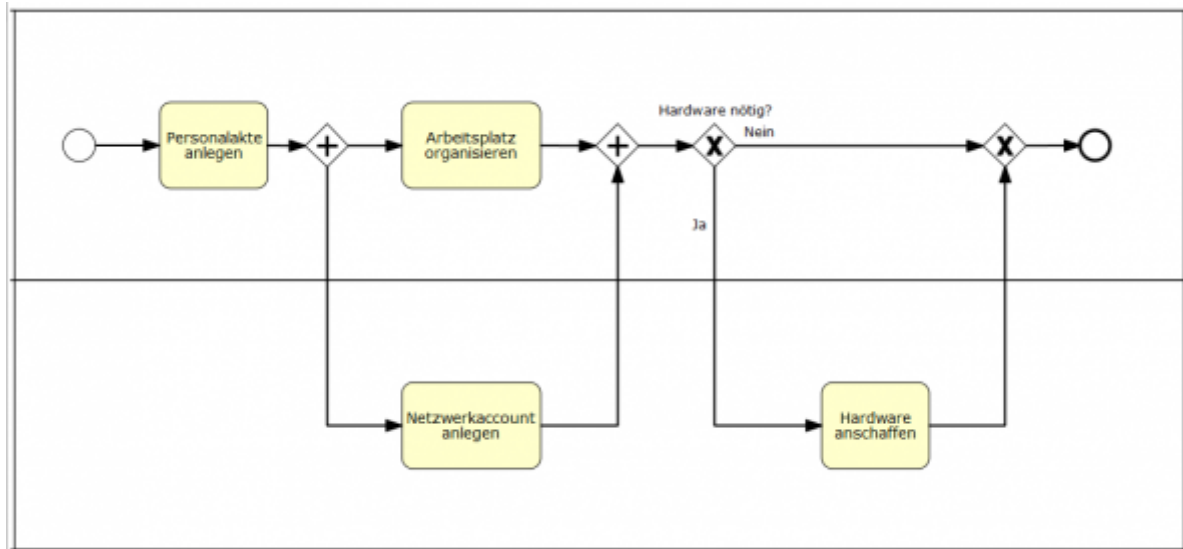 Hardware nötig?
Personalakte
anlegen
Arbeitsplatz
organisieren
Nein
Ja
Netzwerkaccount
anlegen
Hardware
anschaffen